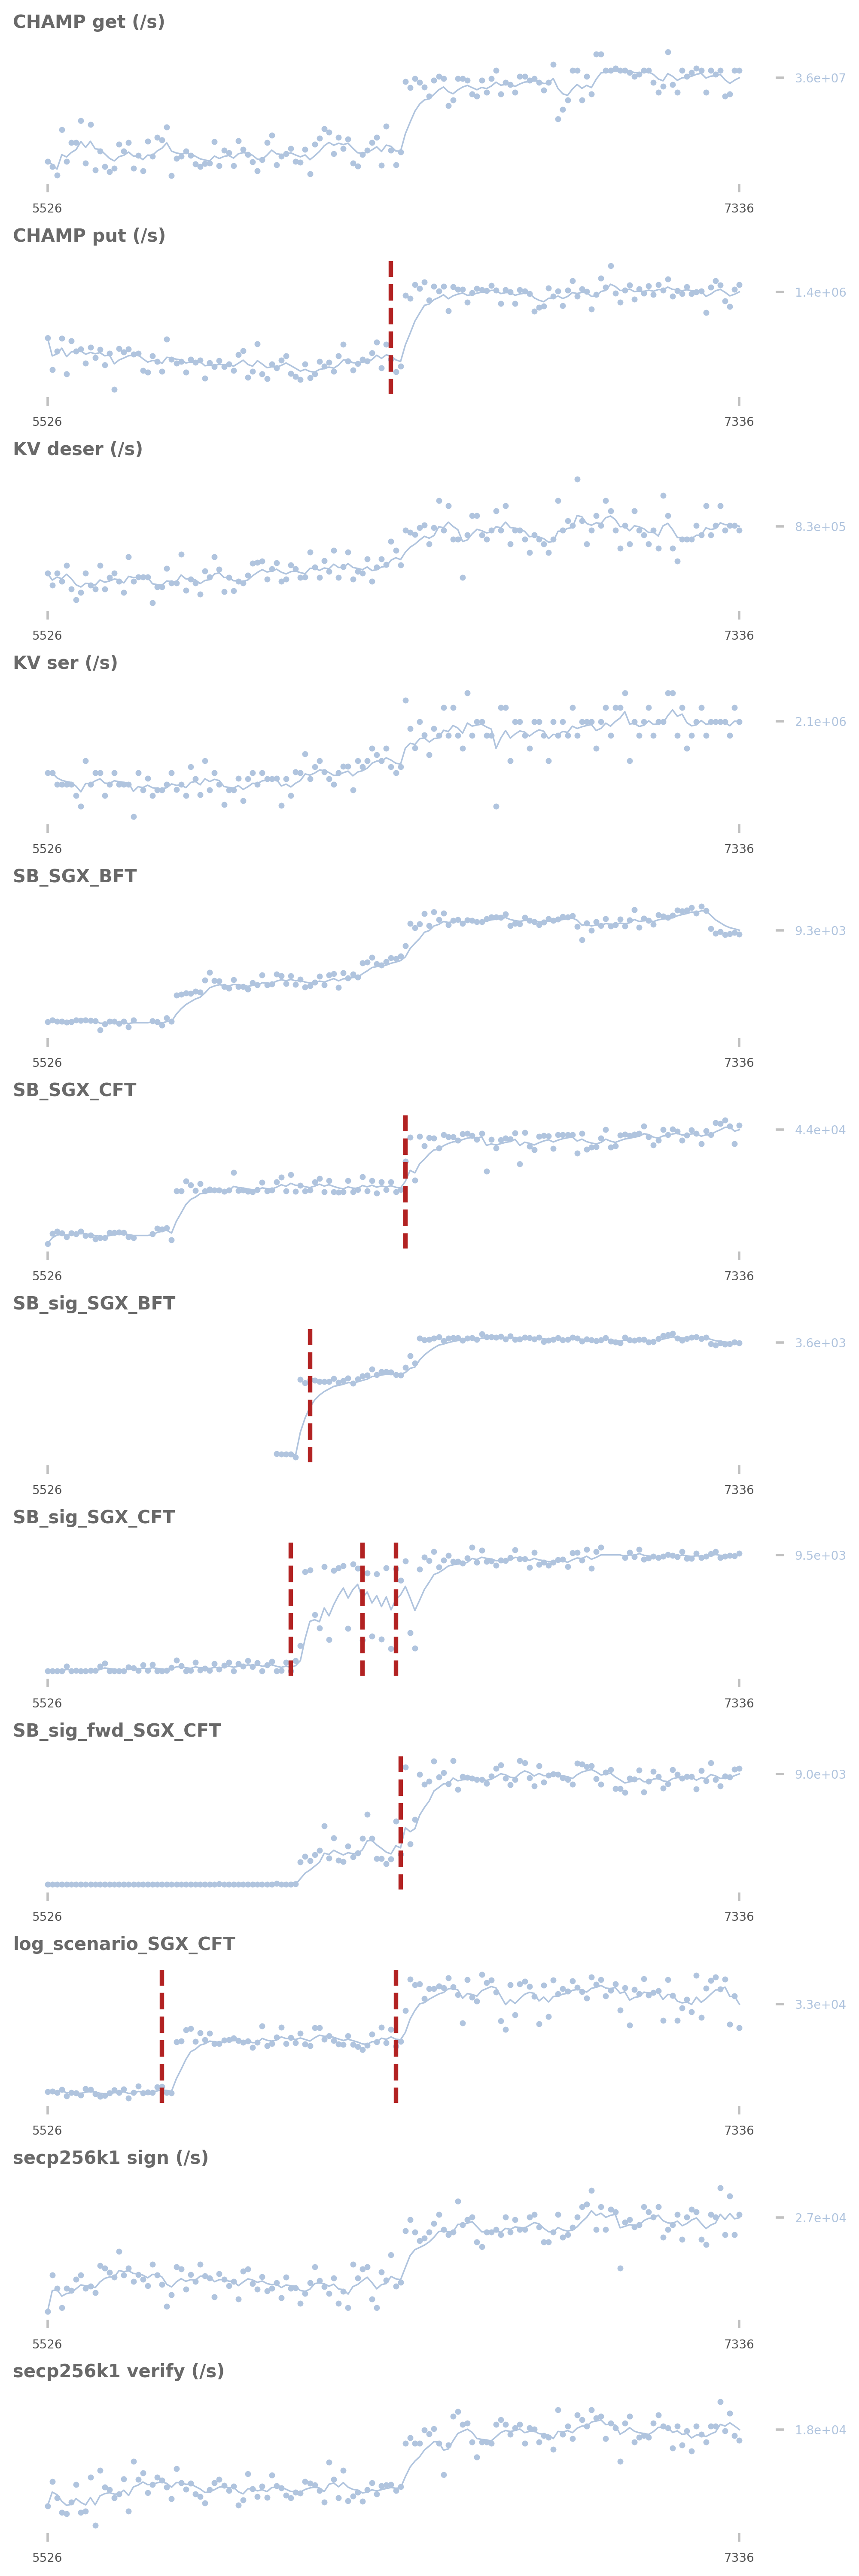 CHAMP get (/s)
3.6e+07
5526 7336
CHAMP put (/s)
1.4e+06
5526 7336
KV deser (/s)
8.3e+05
5526 7336
KV ser (/s)
2.1e+06
5526 7336
SB_SGX_BFT
9.3e+03
5526 7336
SB_SGX_CFT
4.4e+04
5526 7336
SB_sig_SGX_BFT
3.6e+03
5526 7336
SB_sig_SGX_CFT
9.5e+03
5526 7336
SB_sig_fwd_SGX_CFT
9.0e+03
5526 7336
log_scenario_SGX_CFT
3.3e+04
5526 7336
secp256k1 sign (/s)
2.7e+04
5526 7336
secp256k1 verify (/s)
1.8e+04
5526 7336